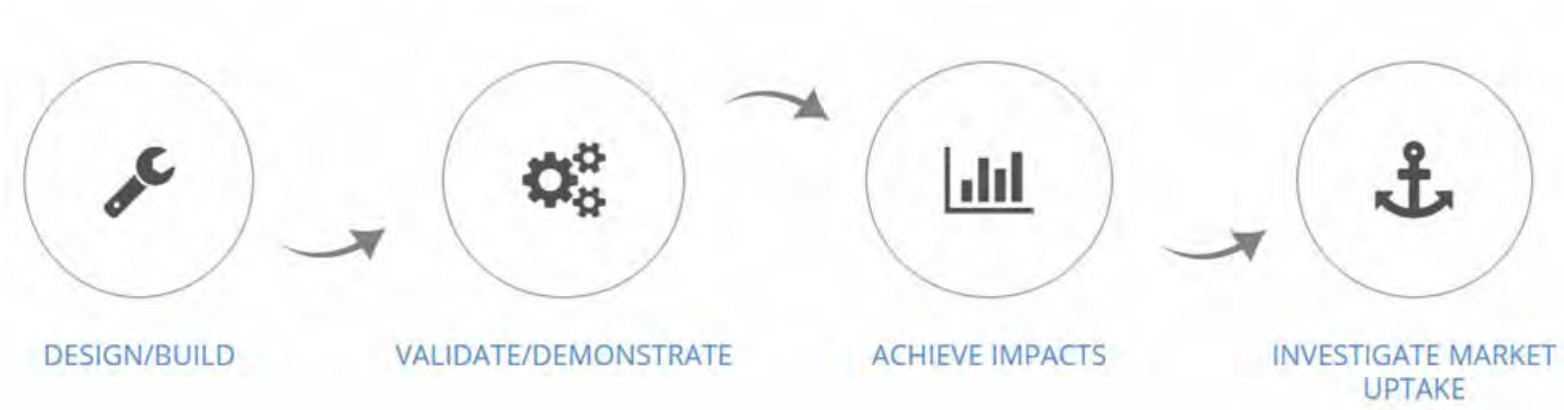 DESIGN/BUILD
VALIDATE/DEMONSTRATE
ACHIEVE IMPACTS
INVESTIGATE MARKET
UPTAKE